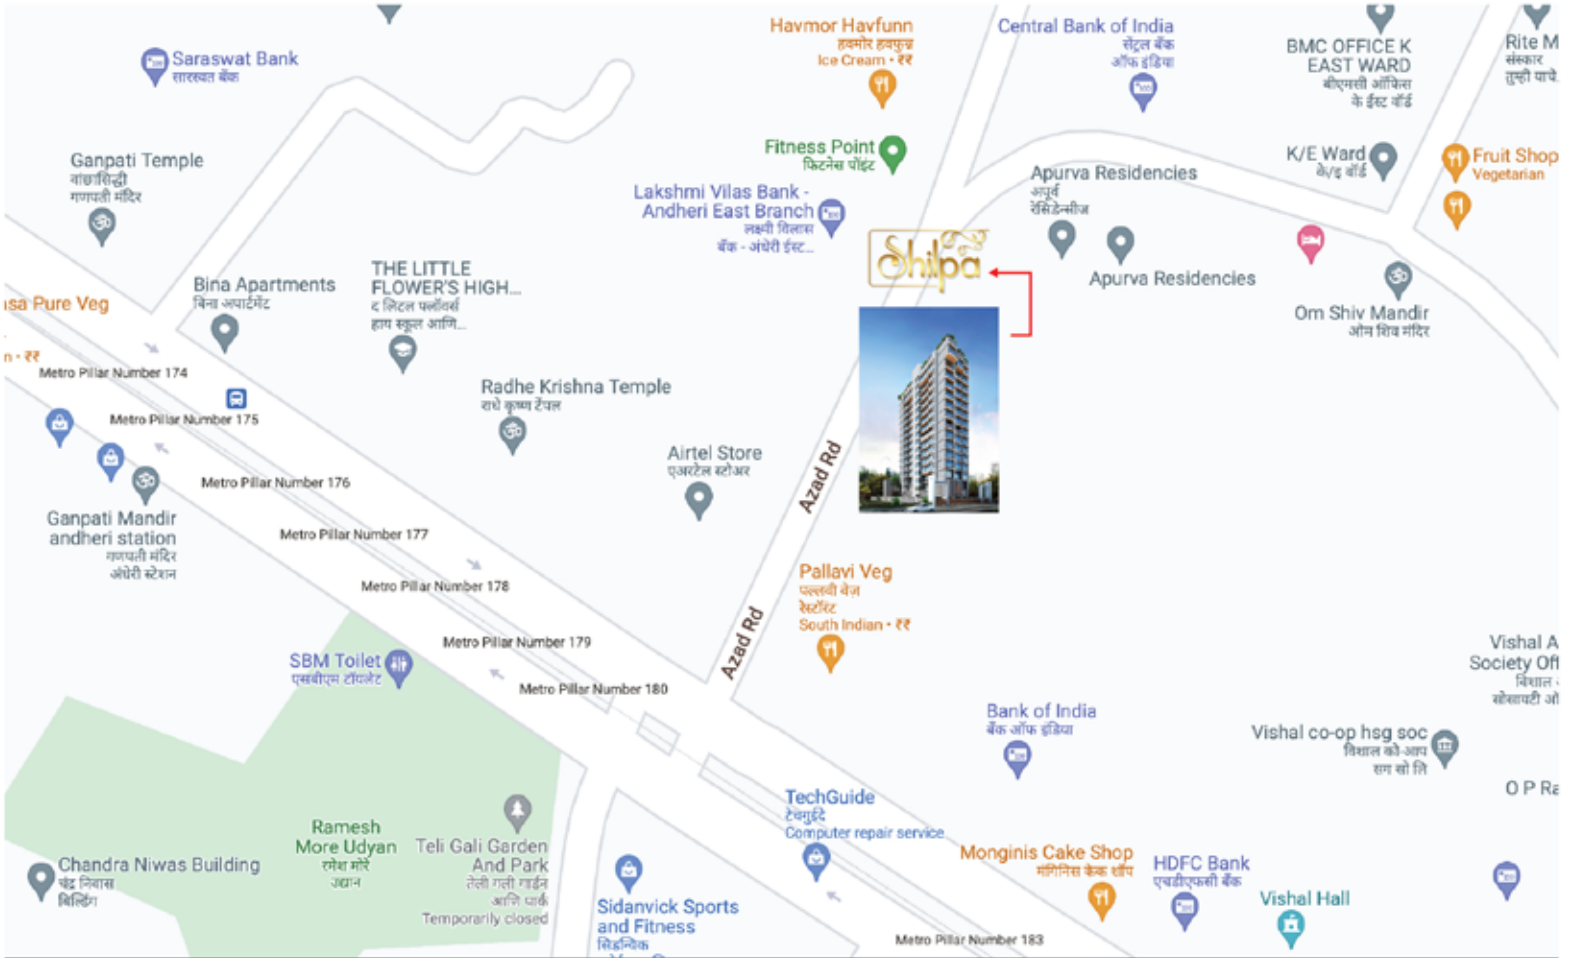 Saraswat Bank
सारस्वत बँक
Havmor Havfunn
हवमोर हवफुन्न
Ice Cream • ₹₹
Central Bank of India
सेंट्रल बँक
ऑफ इंडिया
BMC OFFICE K
EAST WARD
बीएमसी ऑफिस
के ईस्ट वॉर्ड
Rite M
संस्कार
तुम्ही पाचे
Ganpati Temple
वांछासिद्धी
गणपती मंदिर
Fitness Point
फिटनेस पॉइंट
K/E Ward
के/इ वॉर्ड
Fruit Shop
Vegetarian
Lakshmi Vilas Bank -
Andheri East Branch
लक्ष्मी विलास
बँक - अंधेरी ईस्ट...
Apurva Residencies
अपूर्व
रेसिडेन्सीज
Shilpa
Apurva Residencies
Om Shiv Mandir
ओम शिव मंदिर
Bina Apartments
बिना अपार्टमेंट
THE LITTLE
FLOWER'S HIGH...
द लिटल फ्लॉवर्स
हाय स्कूल आणि...
asa Pure Veg
n • ₹₹
Metro Pillar Number 174
Metro Pillar Number 175
Radhe Krishna Temple
राधे कृष्ण टेंपल
Metro Pillar Number 176
Airtel Store
एअरटेल स्टोअर
Azad Rd
Ganpati Mandir
andheri station
गणपती मंदिर
अंधेरी स्टेशन
Metro Pillar Number 177
Metro Pillar Number 178
Pallavi Veg
पल्लवी वेज़
रेस्टॉरंट
South Indian • ₹₹
Azad Rd
Metro Pillar Number 179
SBM Toilet
एसबीएम टॉयलेट
Metro Pillar Number 180
Vishal A
Society Off
विशाल
सोसायटी ऑ
Bank of India
बँक ऑफ इंडिया
Vishal co-op hsg soc
विशाल को-आप
सग सो लि
O P Ra
TechGuide
टेचगुईदे
Computer repair service
Ramesh
More Udyan
रमेश मोरे
उद्यान
Teli Gali Garden
And Park
तेली गली गार्डन
आणि पार्क
Temporarily closed
Chandra Niwas Building
चंद्र निवास
बिल्डिंग
Monginis Cake Shop
मोंगिनिस केक शॉप
HDFC Bank
एचडीएफसी बँक
Vishal Hall
Sidanvick Sports
and Fitness
सिडन्विक
Metro Pillar Number 183